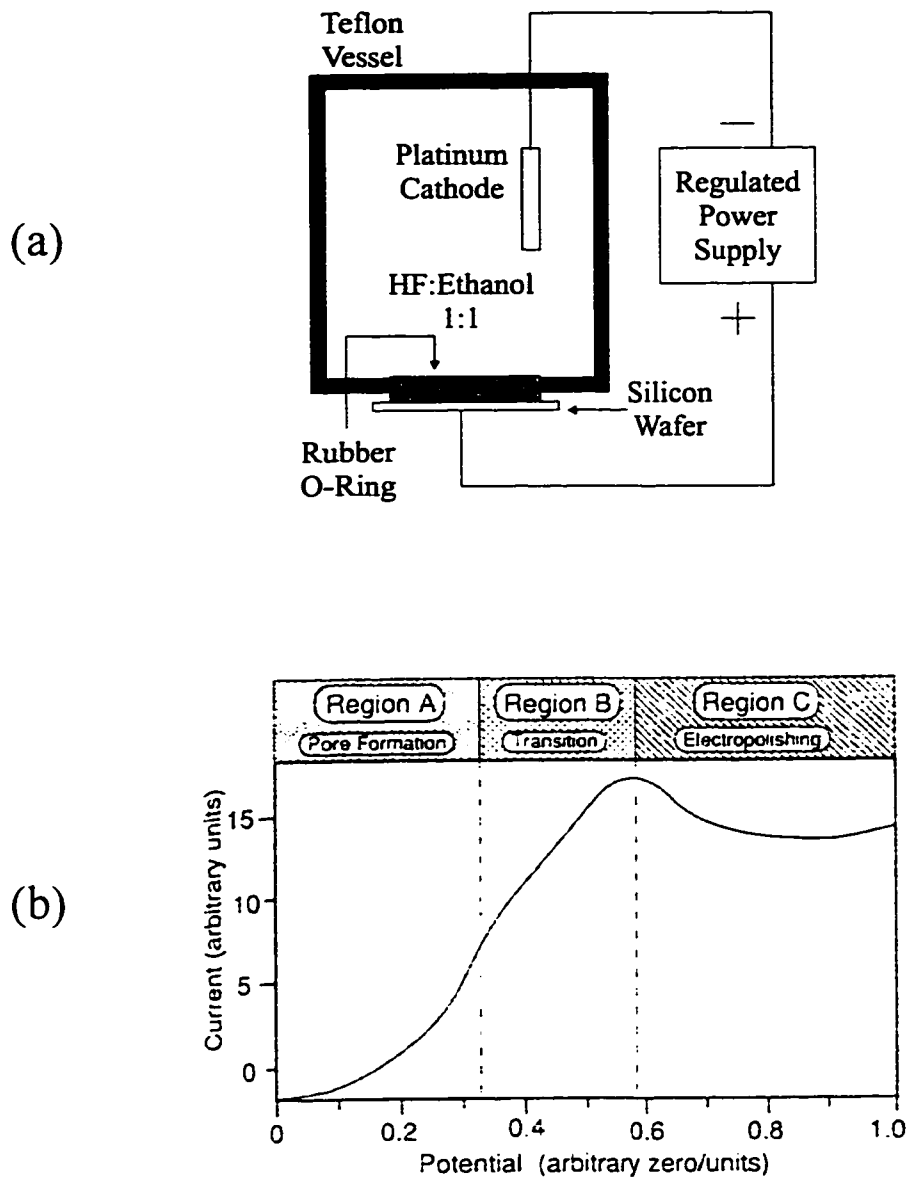 (a)
Teflon
Vessel
Platinum
Cathode
HF:Ethanol
1:1
−
Regulated
Power
Supply
+
Silicon
Wafer
Rubber
O-Ring
(b)
Region A
Region B
Region C
Pore Formation
Transition
Electropolishing
Current (arbitrary units)
15
10
5
0
0
0.2
0.4
0.6
0.8
1.0
Potential (arbitrary zero/units)